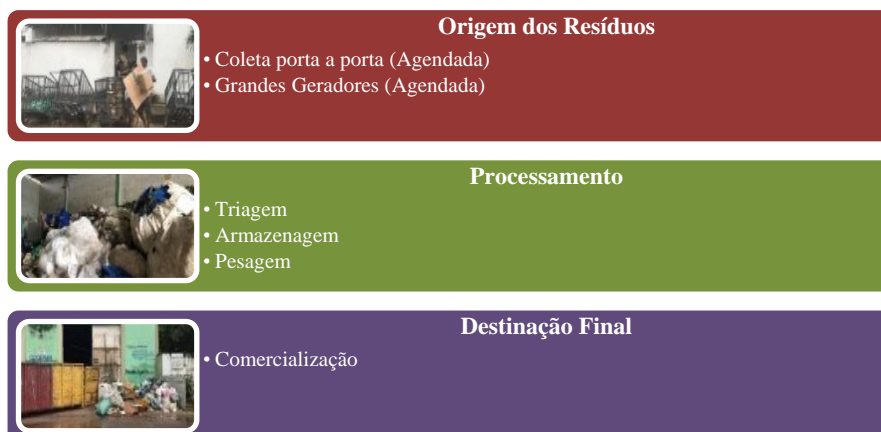 Origem dos Resíduos
• Coleta porta a porta (Agendada)
• Grandes Geradores (Agendada)
Processamento
• Triagem
• Armazenagem
• Pesagem
Destinação Final
• Comercialização